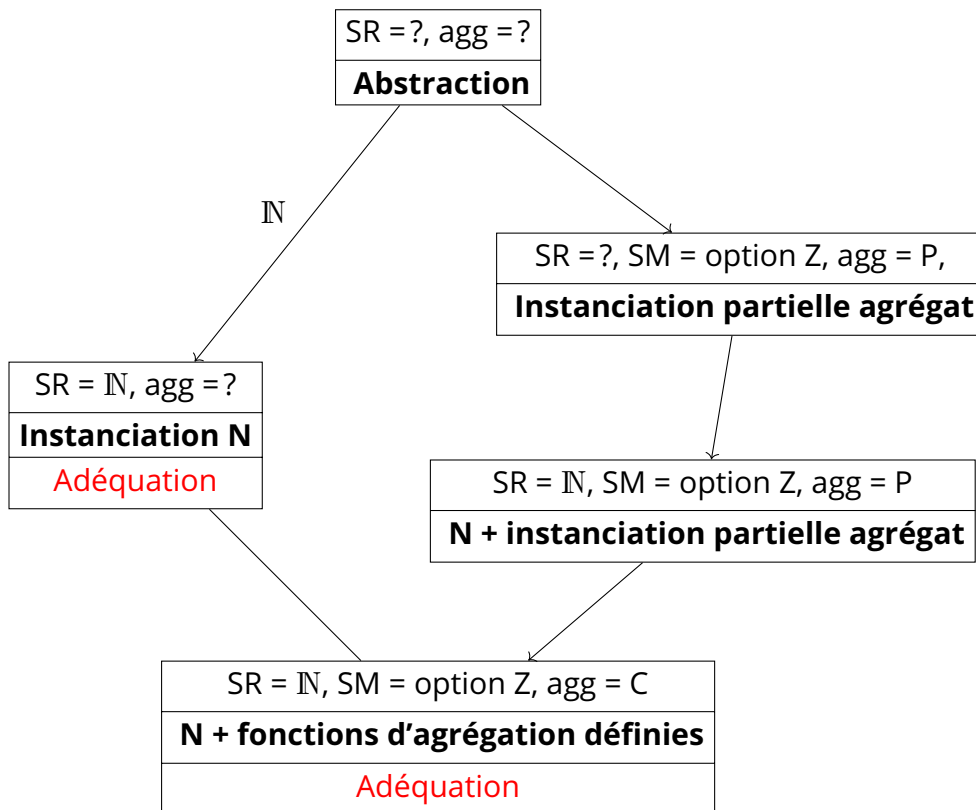 SR =?, agg =?
Abstraction
ℕ
SR =?, SM = option Z, agg = P,
Instanciation partielle agrégat
SR = ℕ, agg =?
Instanciation N
Adéquation
SR = ℕ, SM = option Z, agg = P
N + instanciation partielle agrégat
SR = ℕ, SM = option Z, agg = C
N + fonctions d’agrégation définies
Adéquation